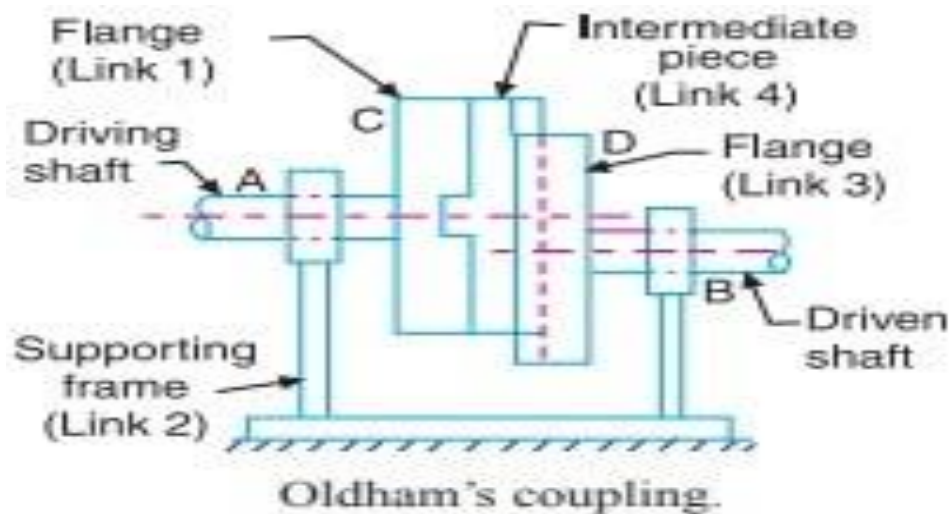 Flange
(Link 1)
Intermediate
piece
(Link 4)
C
Driving
shaft
D
Flange
(Link 3)
A
B
Driven
shaft
Supporting
frame
(Link 2)
Oldham's coupling.